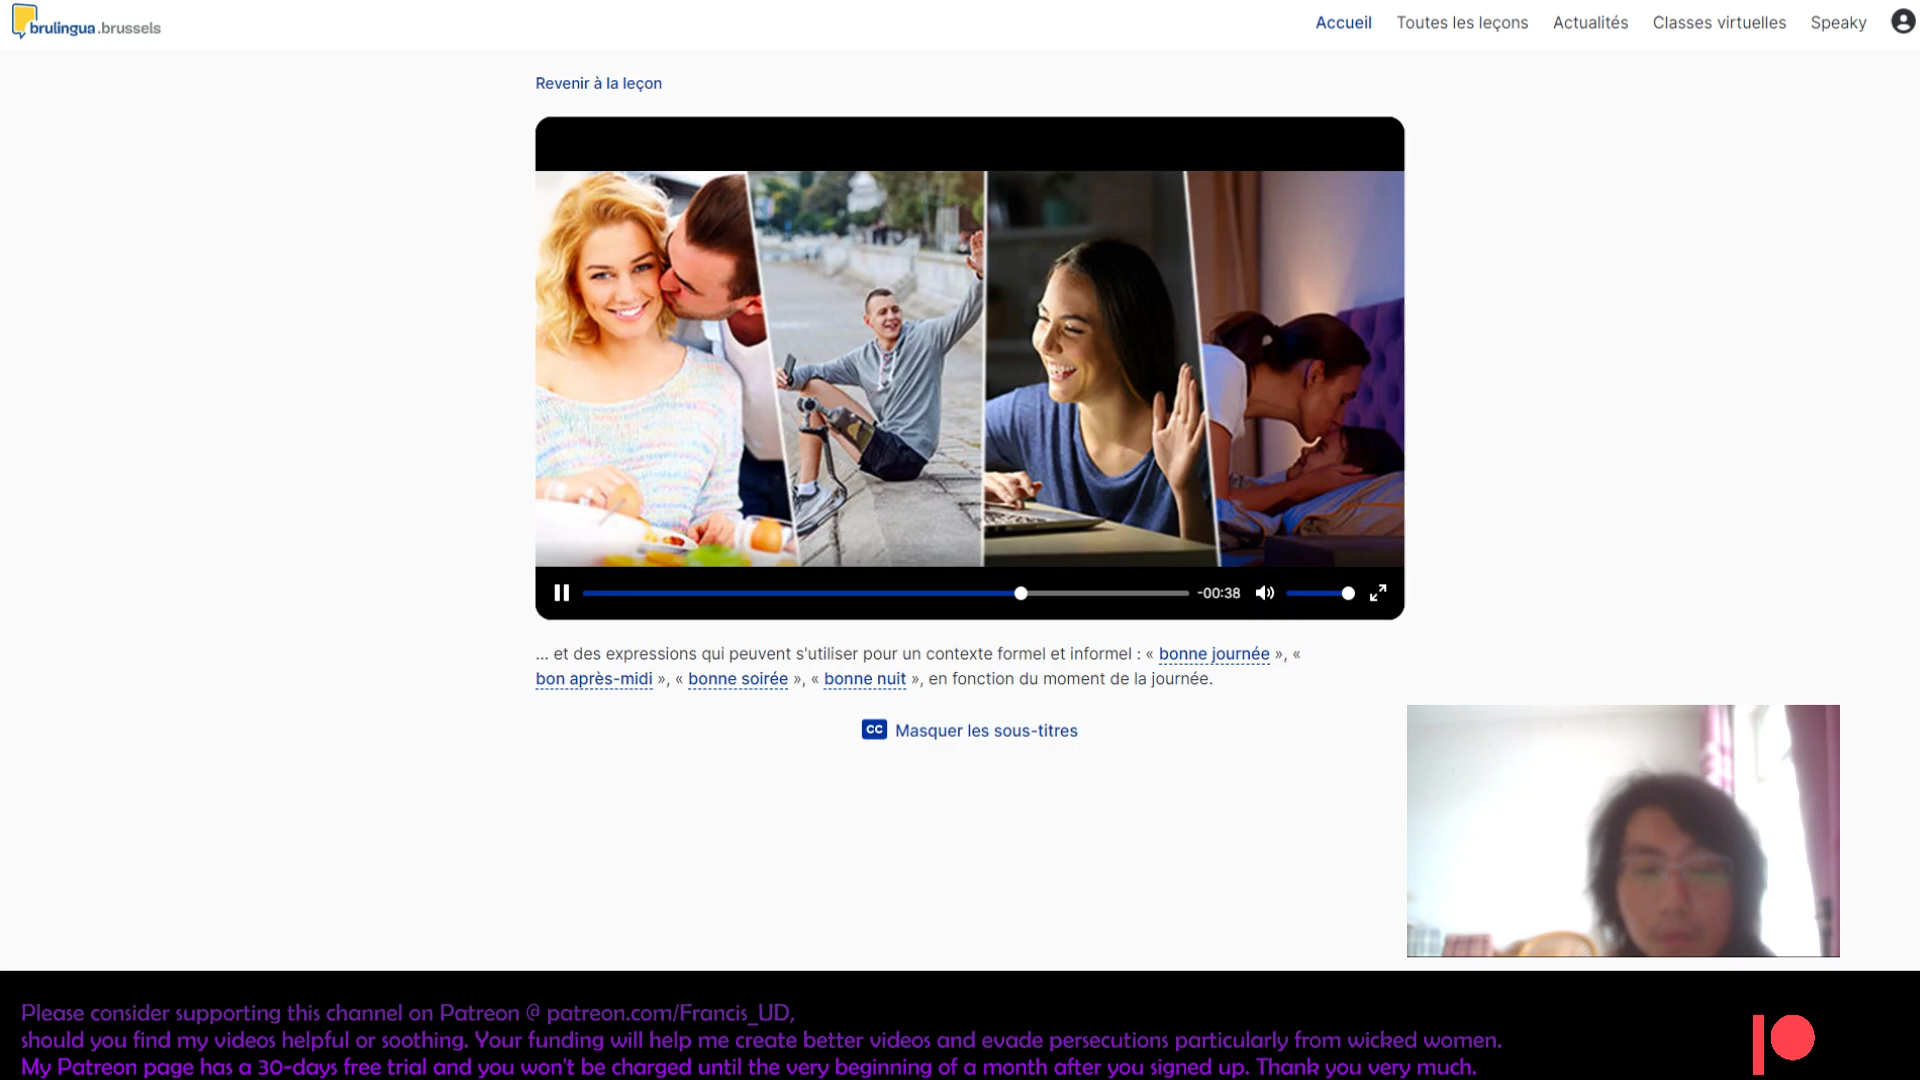 brulingua.brussels
Accueil Toutes les leçons Actualités Classes virtuelles Speaky
Revenir à la leçon
-00:38
... et des expressions qui peuvent s'utiliser pour un contexte formel et informel : « bonne journée », «
bon après-midi », « bonne soirée », « bonne nuit », en fonction du moment de la journée.
CC Masquer les sous-titres
Please consider supporting this channel on Patreon @ patreon.com/Francis_UD,
should you find my videos helpful or soothing. Your funding will help me create better videos and evade persecutions particularly from wicked women.
My Patreon page has a 30-days free trial and you won't be charged until the very beginning of a month after you signed up. Thank you very much.